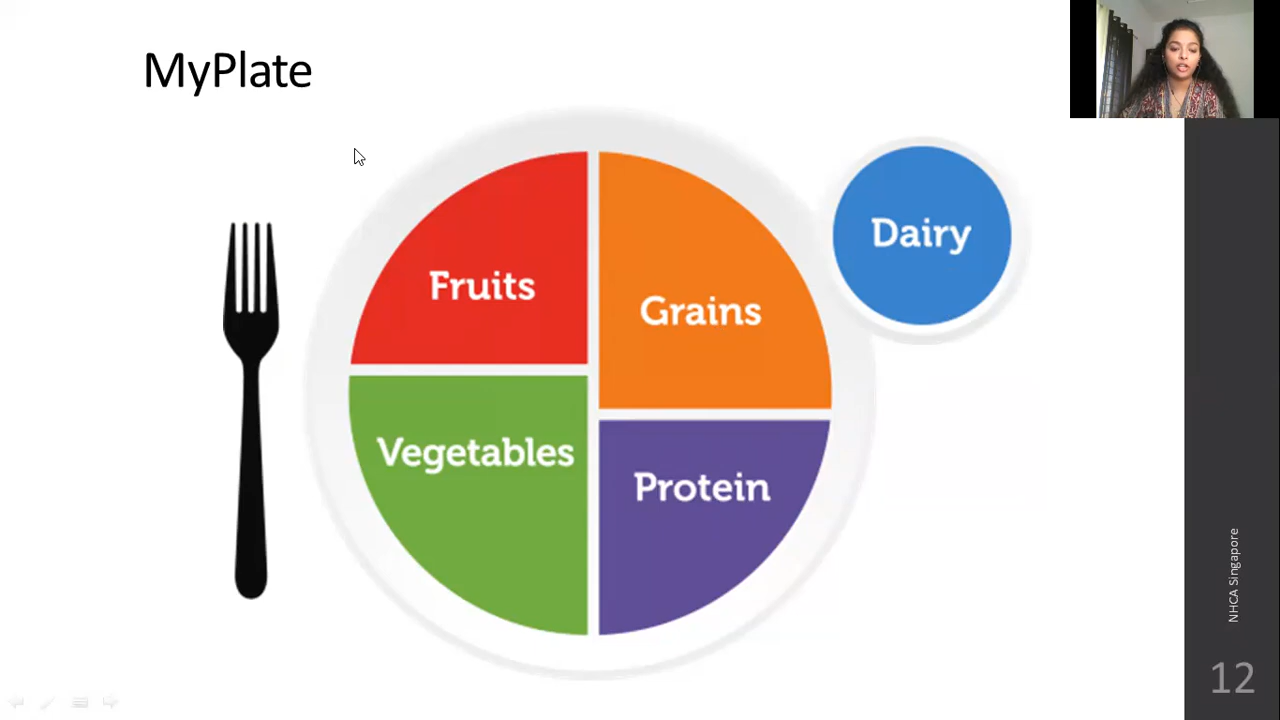 MyPlate
Fruits
Grains
Dairy
Vegetables
Protein
NHCA Singapore
12